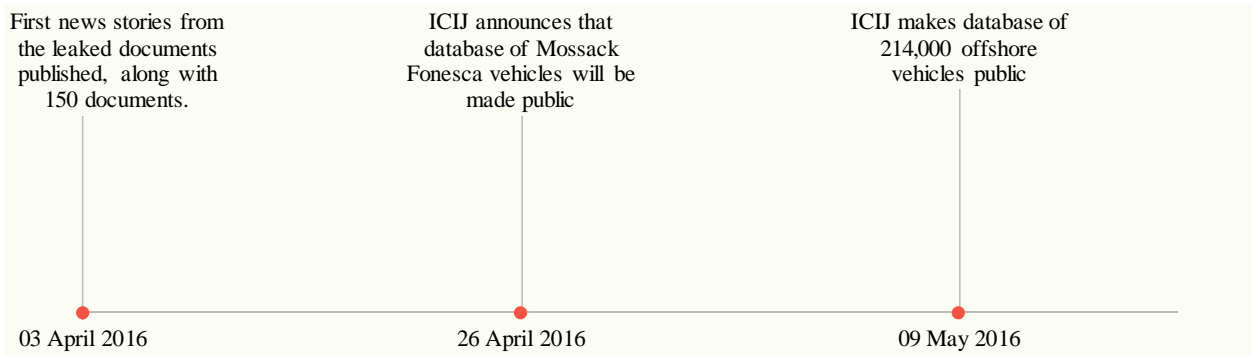 First news stories from
the leaked documents
published, along with
150 documents.
ICIJ announces that
database of Mossack
Fonesca vehicles will be
made public
ICIJ makes database of
214,000 offshore
vehicles public
03 April 2016
26 April 2016
09 May 2016